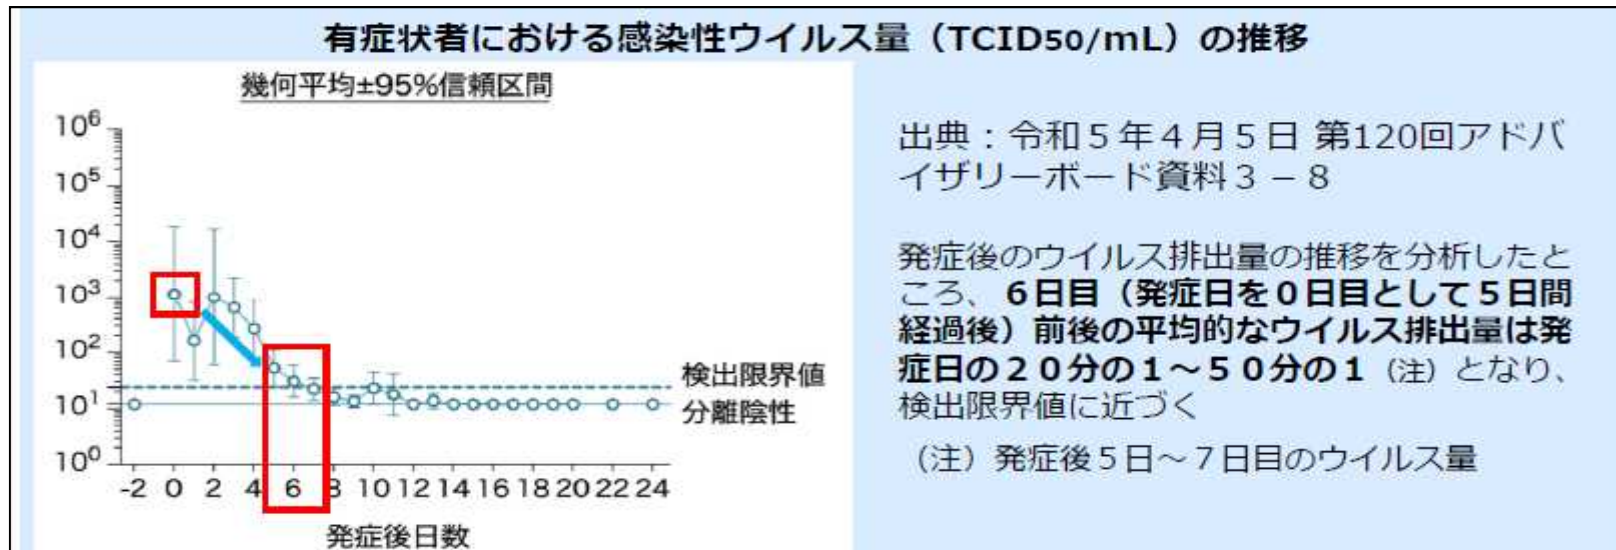 有症状者における感染性ウイルス量（TCID50/mL）の推移
幾何平均±95%信頼区間
10⁶
10⁵
10⁴
10³
10²
10¹
10⁰
-2 0 2 4 6 8 10 12 14 16 18 20 22 24
発症後日数
検出限界値
分離陰性
出典：令和５年４月５日 第120回アドバ
イザリーボード資料３－８
発症後のウイルス排出量の推移を分析したと
ころ、６日目（発症日を０日目として５日間
経過後）前後の平均的なウイルス排出量は発
症日の２０分の１～５０分の１（注）となり、
検出限界値に近づく
（注）発症後５日～７日目のウイルス量